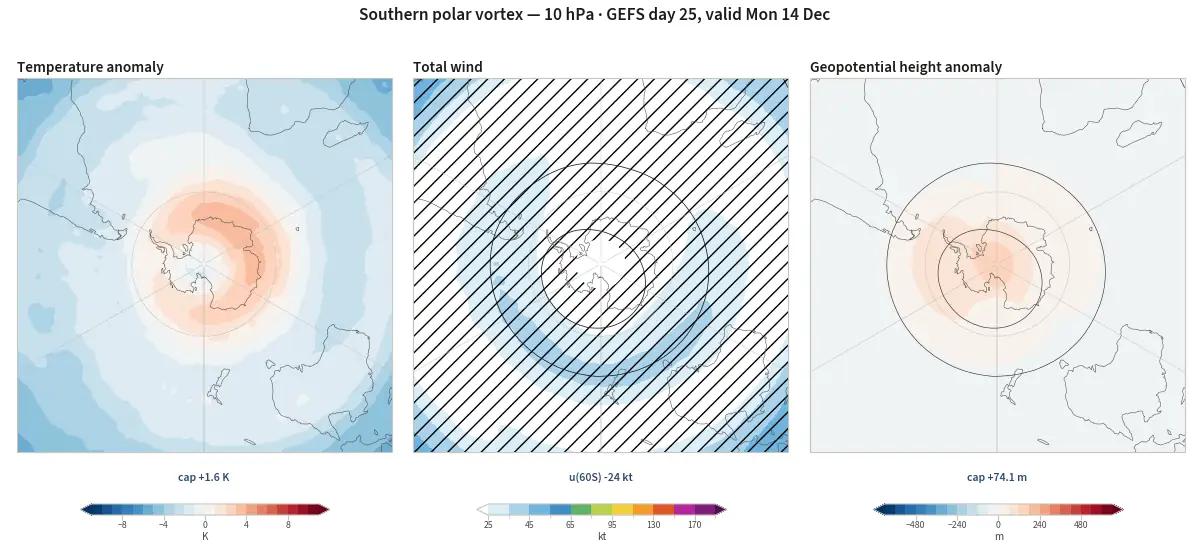 Southern polar vortex — 10 hPa · GEFS day 25, valid Mon 14 Dec
Temperature anomaly
Total wind
Geopotential height anomaly
cap +1.6 K
u(60S) -24 kt
cap +74.1 m
−8 −4 0 4 8
K
25 45 65 95 130 170
kt
−480 −240 0 240 480
m